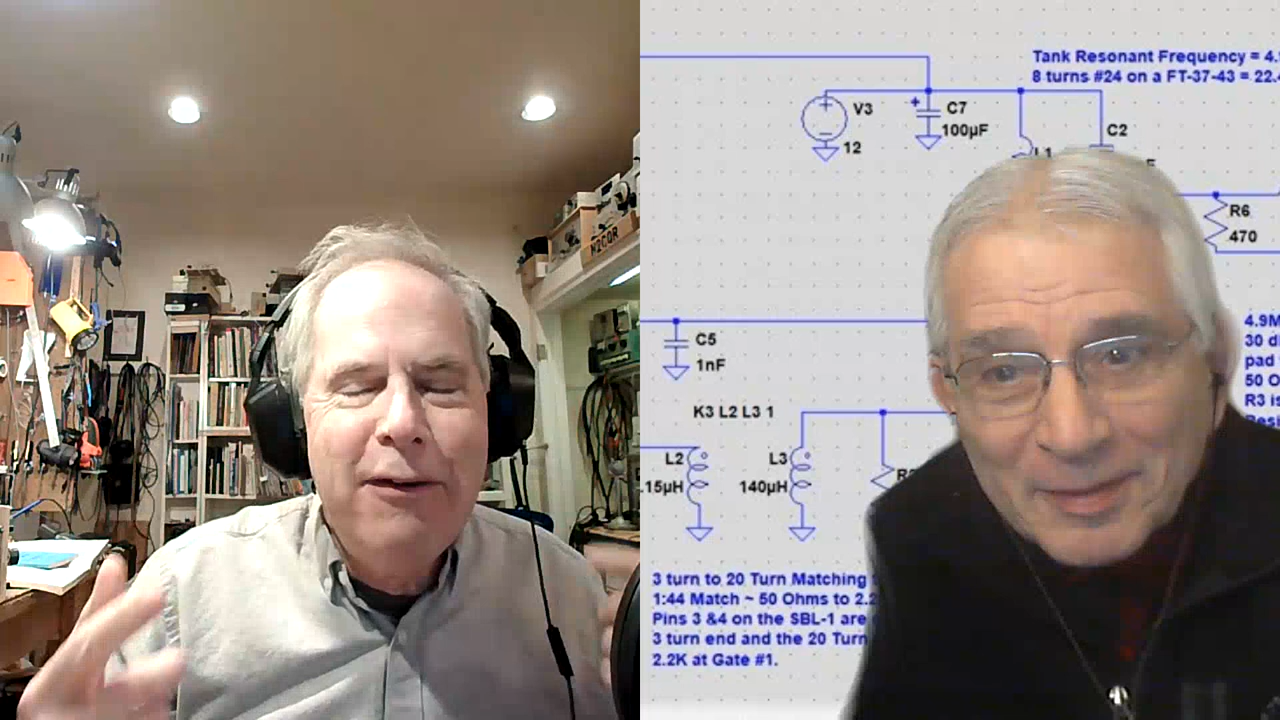 N2CQR
Tank Resonant Frequency = 4.
8 turns #24 on a FT-37-43 = 22.
V3
12
C7
100µF
L1
C2
R6
470
C5
1nF
K3 L2 L3 1
L2
.15µH
L3
140µH
4.9M
30 d
pad
50 O
R3 is
3 turn to 20 Turn Matching
1:44 Match ~ 50 Ohms to 2.2
Pins 3 &4 on the SBL-1 are
3 turn end and the 20 Turn
2.2K at Gate #1.